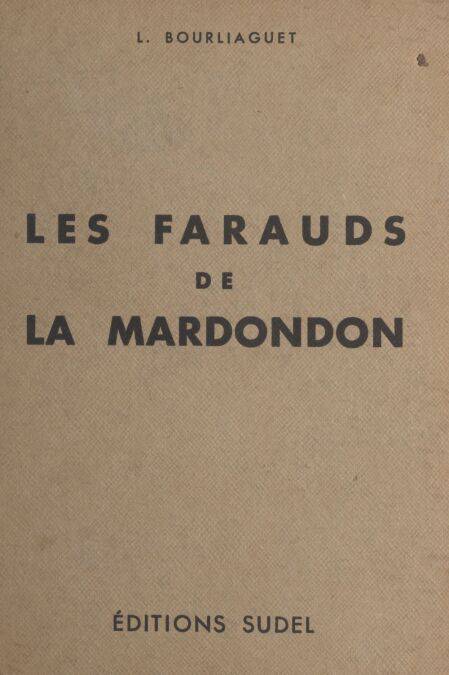 L. BOURLIAGUET
LES FARAUDS
DE
LA MARDONDON
ÉDITIONS SUDEL